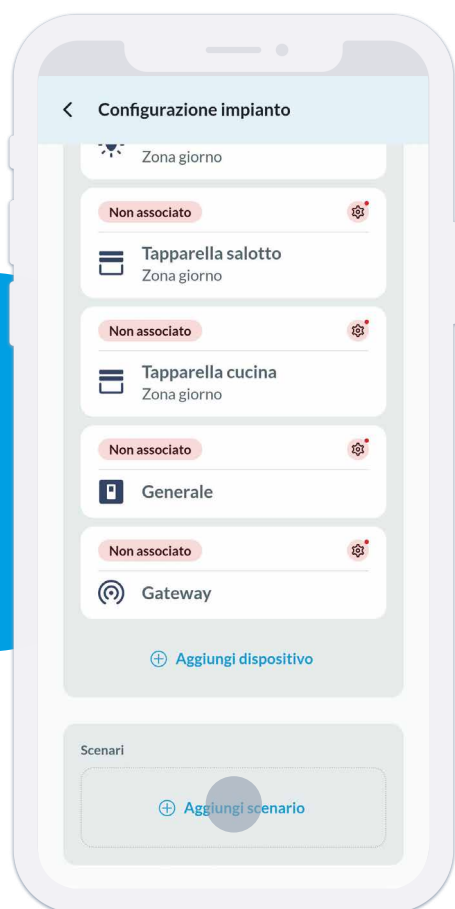 Configurazione impianto
Zona giorno
Non associato
Tapparella salotto
Zona giorno
Non associato
Tapparella cucina
Zona giorno
Non associato
Generale
Non associato
Gateway
Aggiungi dispositivo
Scenari
Aggiungi scenario